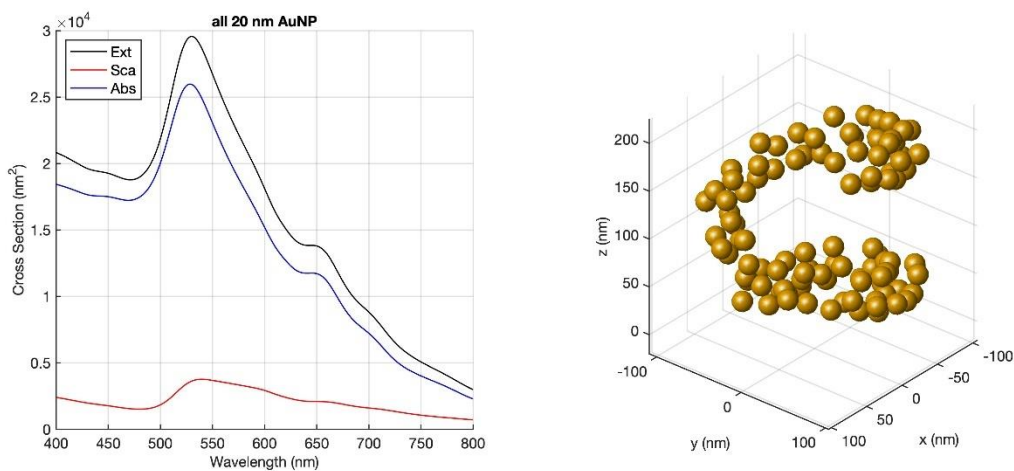 all 20 nm AuNP
×10⁴
Ext
Sca
Abs
3
2.5
2
1.5
1
0.5
0
400 450 500 550 600 650 700 750 800
Wavelength (nm)
Cross Section (nm²)
200
150
100
50
0
z (nm)
-100
0
100
y (nm)
100
50
0
-50
-100
x (nm)